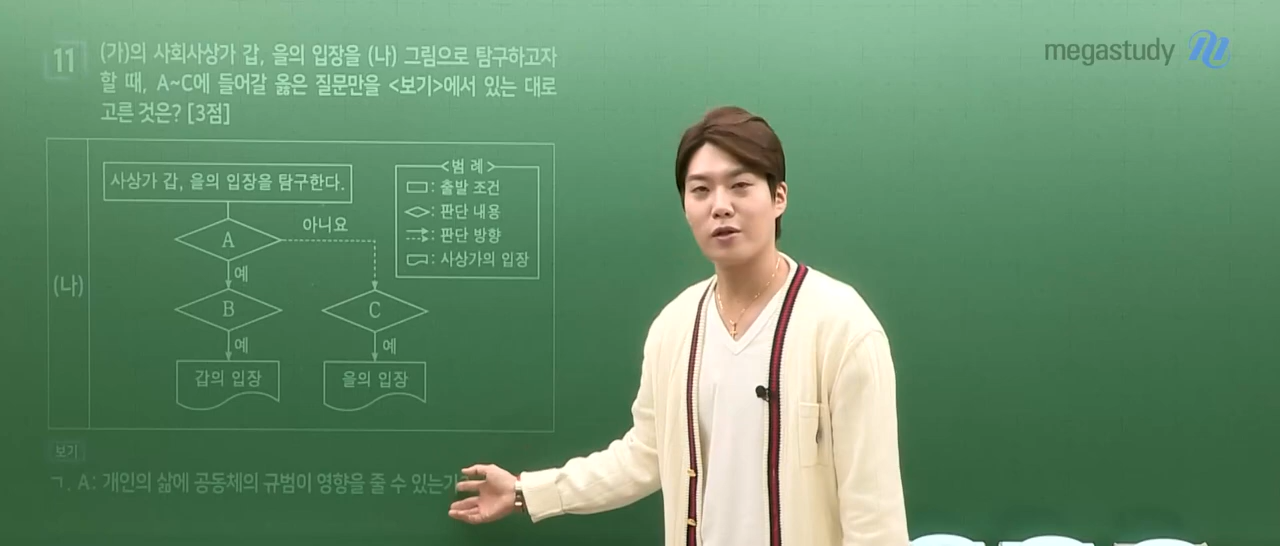 megastudy
11 (가)의 사회사상가 갑, 을의 입장을 (나) 그림으로 탐구하고자
할 때, A~C에 들어갈 옳은 질문만을 <보기>에서 있는 대로
고른 것은? [3점]
(나)
사상가 갑, 을의 입장을 탐구한다.
A
아니요
예
B
C
예
예
갑의 입장
을의 입장
<범 례>
: 출발 조건
: 판단 내용
: 판단 방향
: 사상가의 입장
보기
ㄱ. A: 개인의 삶에 공동체의 규범이 영향을 줄 수 있는가